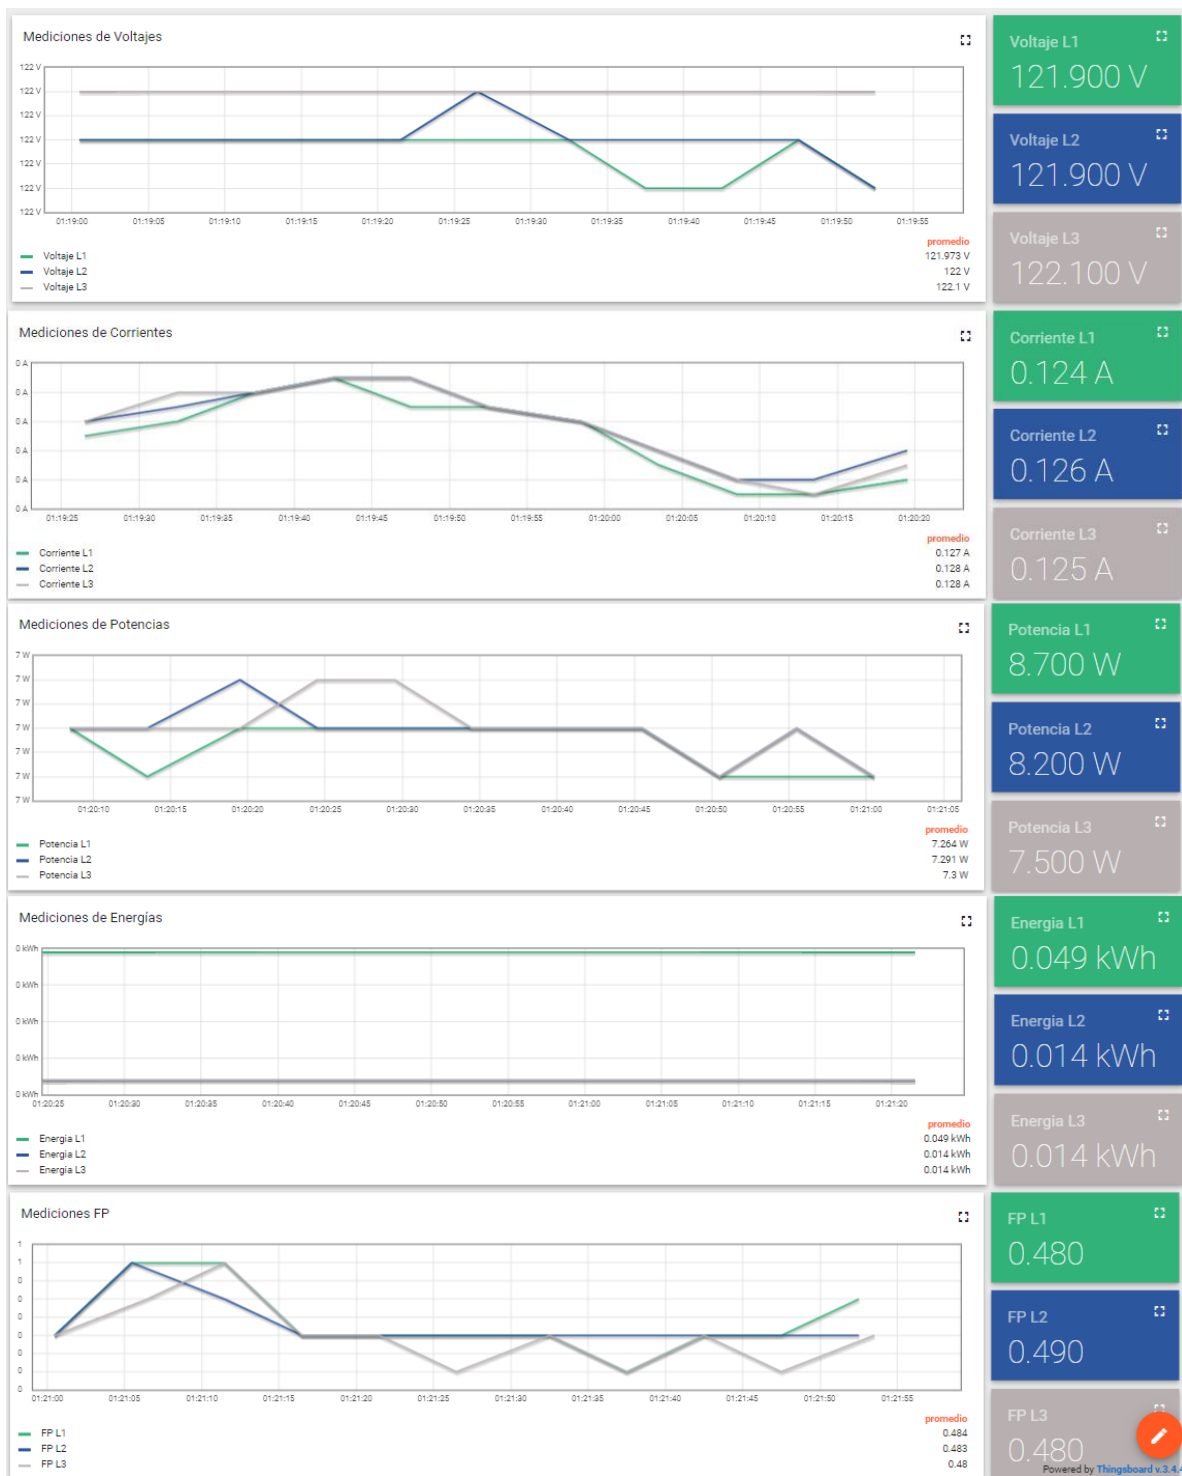 Mediciones de Voltajes
122 V
122 V
122 V
122 V
122 V
122 V
122 V
01:19:00 01:19:05 01:19:10 01:19:15 01:19:20 01:19:25 01:19:30 01:19:35 01:19:40 01:19:45 01:19:50 01:19:55
promedio
Voltaje L1 121.973 V
Voltaje L2 122 V
Voltaje L3 122.1 V
Voltaje L1
121.900 V
Voltaje L2
121.900 V
Voltaje L3
122.100 V
Mediciones de Corrientes
0 A
0 A
0 A
0 A
0 A
0 A
01:19:25 01:19:30 01:19:35 01:19:40 01:19:45 01:19:50 01:19:55 01:20:00 01:20:05 01:20:10 01:20:15 01:20:20
promedio
Corriente L1 0.127 A
Corriente L2 0.128 A
Corriente L3 0.128 A
Corriente L1
0.124 A
Corriente L2
0.126 A
Corriente L3
0.125 A
Mediciones de Potencias
7 W
7 W
7 W
7 W
7 W
7 W
7 W
01:20:10 01:20:15 01:20:20 01:20:25 01:20:30 01:20:35 01:20:40 01:20:45 01:20:50 01:20:55 01:21:00 01:21:05
promedio
Potencia L1 7.264 W
Potencia L2 7.291 W
Potencia L3 7.3 W
Potencia L1
8.700 W
Potencia L2
8.200 W
Potencia L3
7.500 W
Mediciones de Energías
0 kWh
0 kWh
0 kWh
0 kWh
0 kWh
01:20:25 01:20:30 01:20:35 01:20:40 01:20:45 01:20:50 01:20:55 01:21:00 01:21:05 01:21:10 01:21:15 01:21:20
promedio
Energia L1 0.049 kWh
Energia L2 0.014 kWh
Energia L3 0.014 kWh
Energia L1
0.049 kWh
Energia L2
0.014 kWh
Energia L3
0.014 kWh
Mediciones FP
1
1
0
0
0
0
0
0
0
01:21:00 01:21:05 01:21:10 01:21:15 01:21:20 01:21:25 01:21:30 01:21:35 01:21:40 01:21:45 01:21:50 01:21:55
promedio
FP L1 0.484
FP L2 0.483
FP L3 0.48
FP L1
0.480
FP L2
0.490
FP L3
0.480
Powered by Thingsboard v.3.4.4